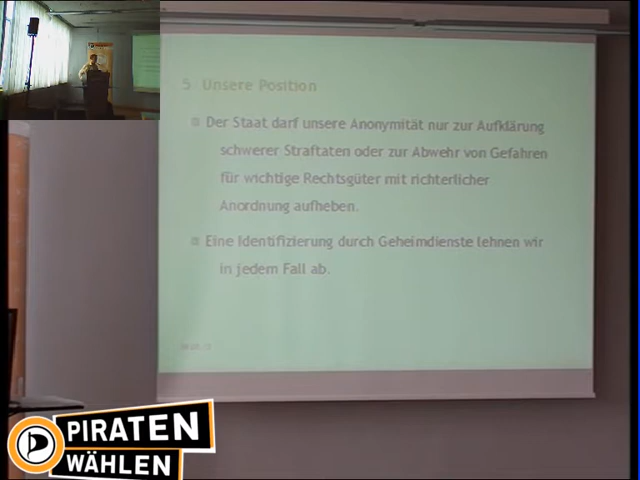 5. Unsere Position
Der Staat darf unsere Anonymität nur zur Aufklärung
schwerer Straftaten oder zur Abwehr von Gefahren
für wichtige Rechtsgüter mit richterlicher
Anordnung aufheben.
Eine Identifizierung durch Geheimdienste lehnen wir
in jedem Fall ab.
PIRATEN
WÄHLEN